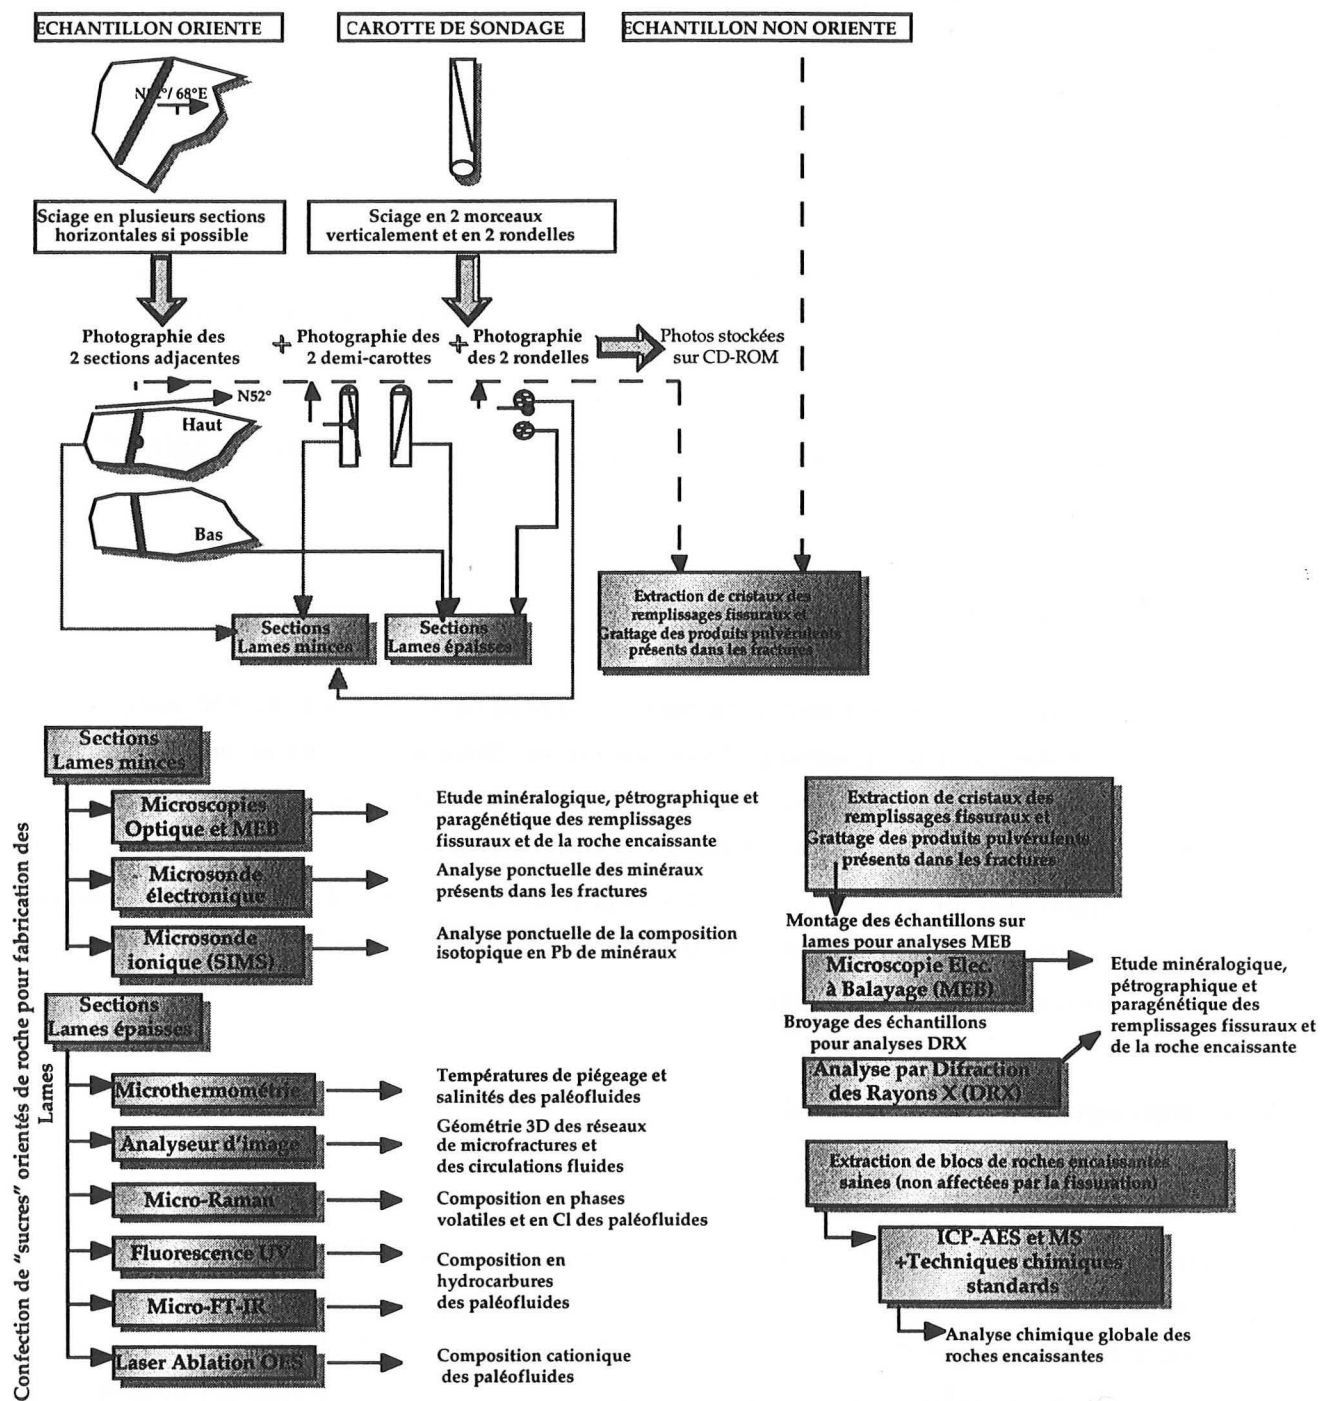 ECHANTILLON ORIENTE
CAROTTE DE SONDAGE
ECHANTILLON NON ORIENTE
68°E
Sciage en plusieurs sections
horizontales si possible
Sciage en 2 morceaux
verticalement et en 2 rondelles
Photographie des
2 sections adjacentes
+
Photographie des
2 demi-carottes
+
Photographie
des 2 rondelles
Photos stockées
sur CD-ROM
N52°
Haut
Bas
Sections
Lames minces
Sections
Lames épaisses
Extraction de cristaux des
remplissages fissuraux et
Grattage des produits pulvérulents
présents dans les fractures
Confection de "sucres" orientés de roche pour fabrication des
Lames
Sections
Lames minces
Microscopies
Optique et MEB
Etude minéralogique, pétrographique et
paragénétique des remplissages
fissuraux et de la roche encaissante
Microsonde
électronique
Analyse ponctuelle des minéraux
présents dans les fractures
Microsonde
ionique (SIMS)
Analyse ponctuelle de la composition
isotopique en Pb de minéraux
Sections
Lames épaisses
Microthermométrie
Températures de piégeage et
salinités des paléofluides
Analyseur d'image
Géométrie 3D des réseaux
de microfractures et
des circulations fluides
Micro-Raman
Composition en phases
volatiles et en Cl des paléofluides
Fluorescence UV
Micro-FT-IR
Composition en
hydrocarbures
des paléofluides
Laser Ablation OES
Composition cationique
des paléofluides
Extraction de cristaux des
remplissages fissuraux et
Grattage des produits pulvérulents
présents dans les fractures
Montage des échantillons sur
lames pour analyses MEB
Microscopie Elec.
à Balayage (MEB)
Broyage des échantillons
pour analyses DRX
Analyse par Difraction
des Rayons X (DRX)
Etude minéralogique,
pétrographique et
paragénétique des
remplissages fissuraux et
de la roche encaissante
Extraction de blocs de roches encaissantes
saines (non affectées par la fissuration)
ICP-AES et MS
+Techniques chimiques
standards
Analyse chimique globale des
roches encaissantes